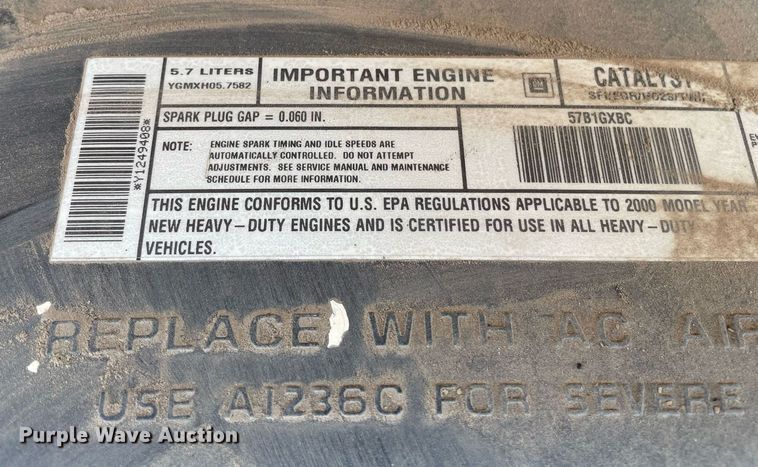 *Y1249408*
5.7 LITERS
YGMXH05.7582
IMPORTANT ENGINE
INFORMATION
GM
CATALYST
SPARK PLUG GAP = 0.060 IN.
57B1GXBC
NOTE: ENGINE SPARK TIMING AND IDLE SPEEDS ARE
AUTOMATICALLY CONTROLLED. DO NOT ATTEMPT
ADJUSTMENTS. SEE SERVICE MANUAL AND MAINTENANCE
SCHEDULE FOR MORE INFORMATION.
THIS ENGINE CONFORMS TO U.S. EPA REGULATIONS APPLICABLE TO 2000 MODEL YEAR
NEW HEAVY-DUTY ENGINES AND IS CERTIFIED FOR USE IN ALL HEAVY-DUTY
VEHICLES.
REPLACE WITH AC AIR
USE A1236C FOR SEVERE
Purple Wave Auction